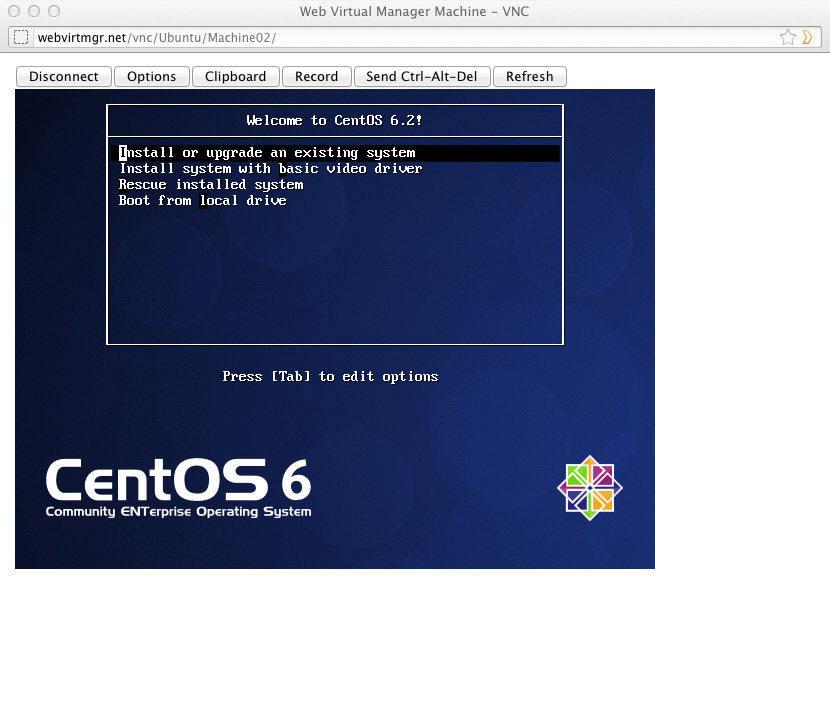 Web Virtual Manager Machine – VNC
webvirtmgr.net/vnc/Ubuntu/Machine02/
Disconnect Options Clipboard Record Send Ctrl-Alt-Del Refresh
Welcome to CentOS 6.2!
Install or upgrade an existing system
Install system with basic video driver
Rescue installed system
Boot from local drive
Press [Tab] to edit options
CentOS 6
Community ENTerprise Operating System